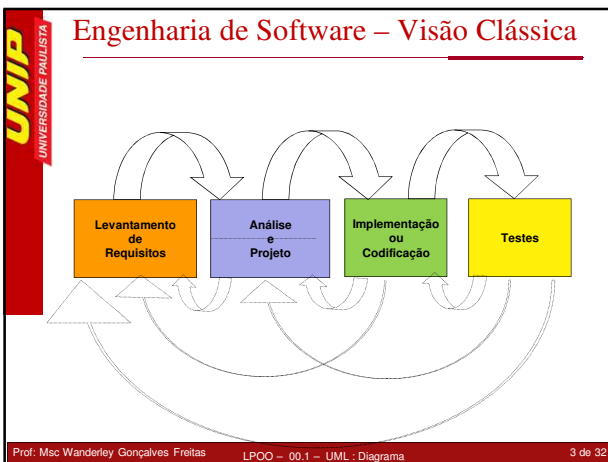 Engenharia de Software – Visão Clássica
UNIP
UNIVERSIDADE PAULISTA
Levantamento
de
Requisitos
Análise
e
Projeto
Implementação
ou
Codificação
Testes
Prof: Msc Wanderley Gonçalves Freitas
LPOO – 00.1 – UML : Diagrama
3 de 32